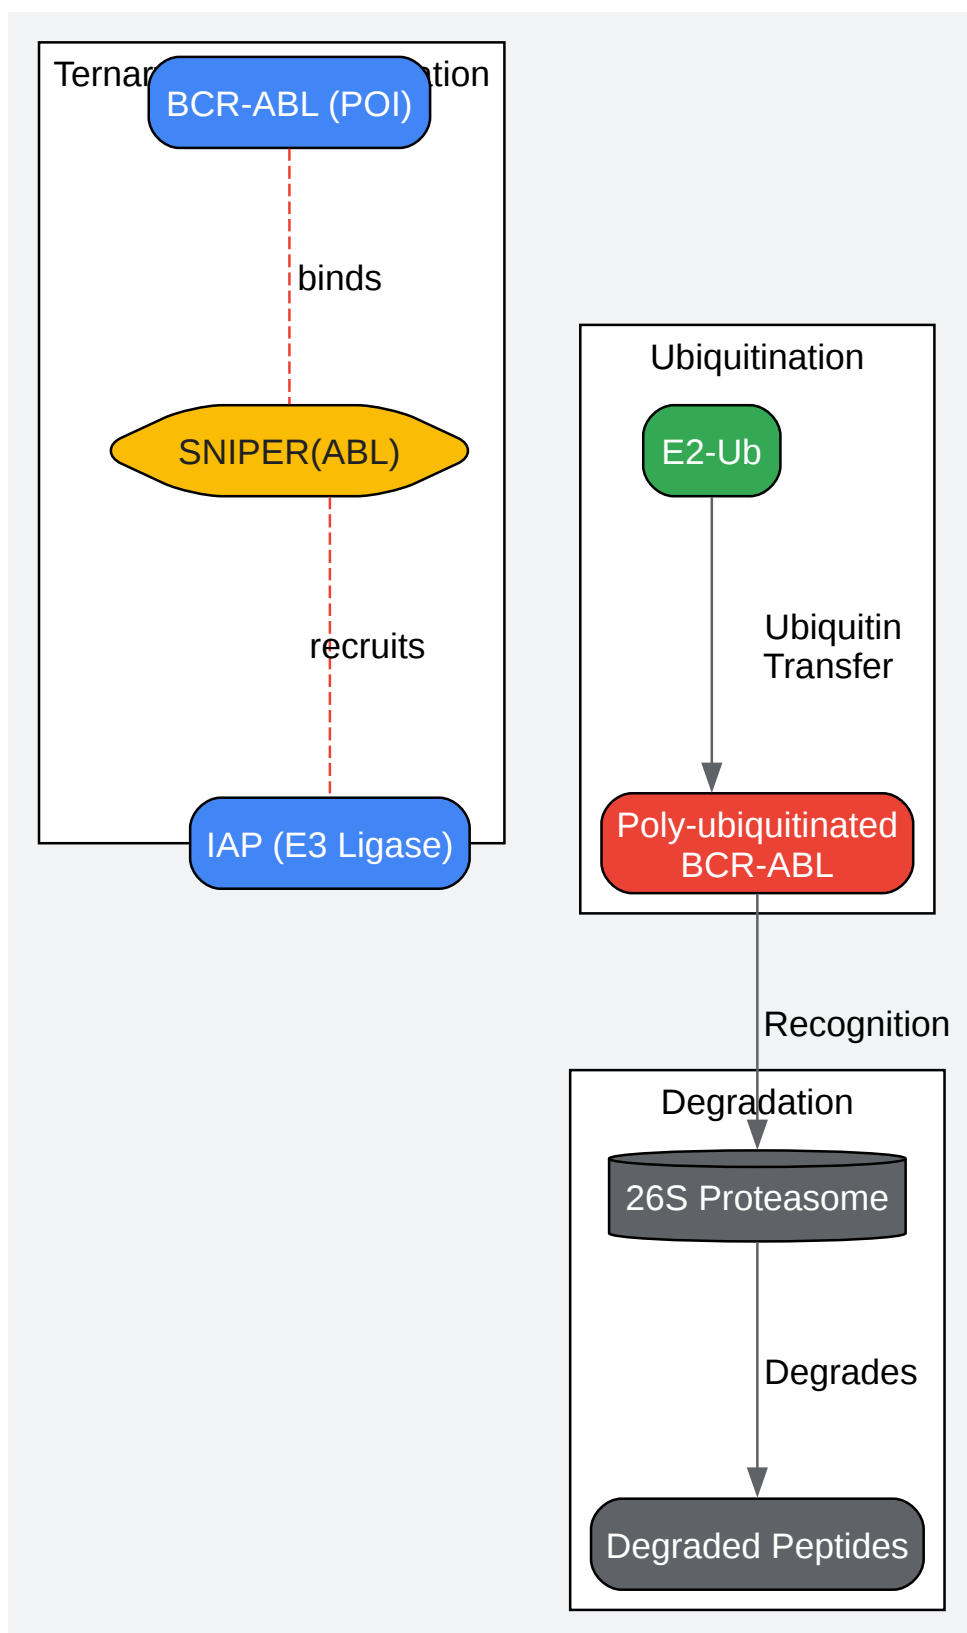 BCR-ABL (POI)
binds
SNIPER(ABL)
recruits
IAP (E3 Ligase)
Ubiquitination
E2-Ub
Ubiquitin
Transfer
Poly-ubiquitinated
BCR-ABL
Recognition
Degradation
26S Proteasome
Degrades
Degraded Peptides